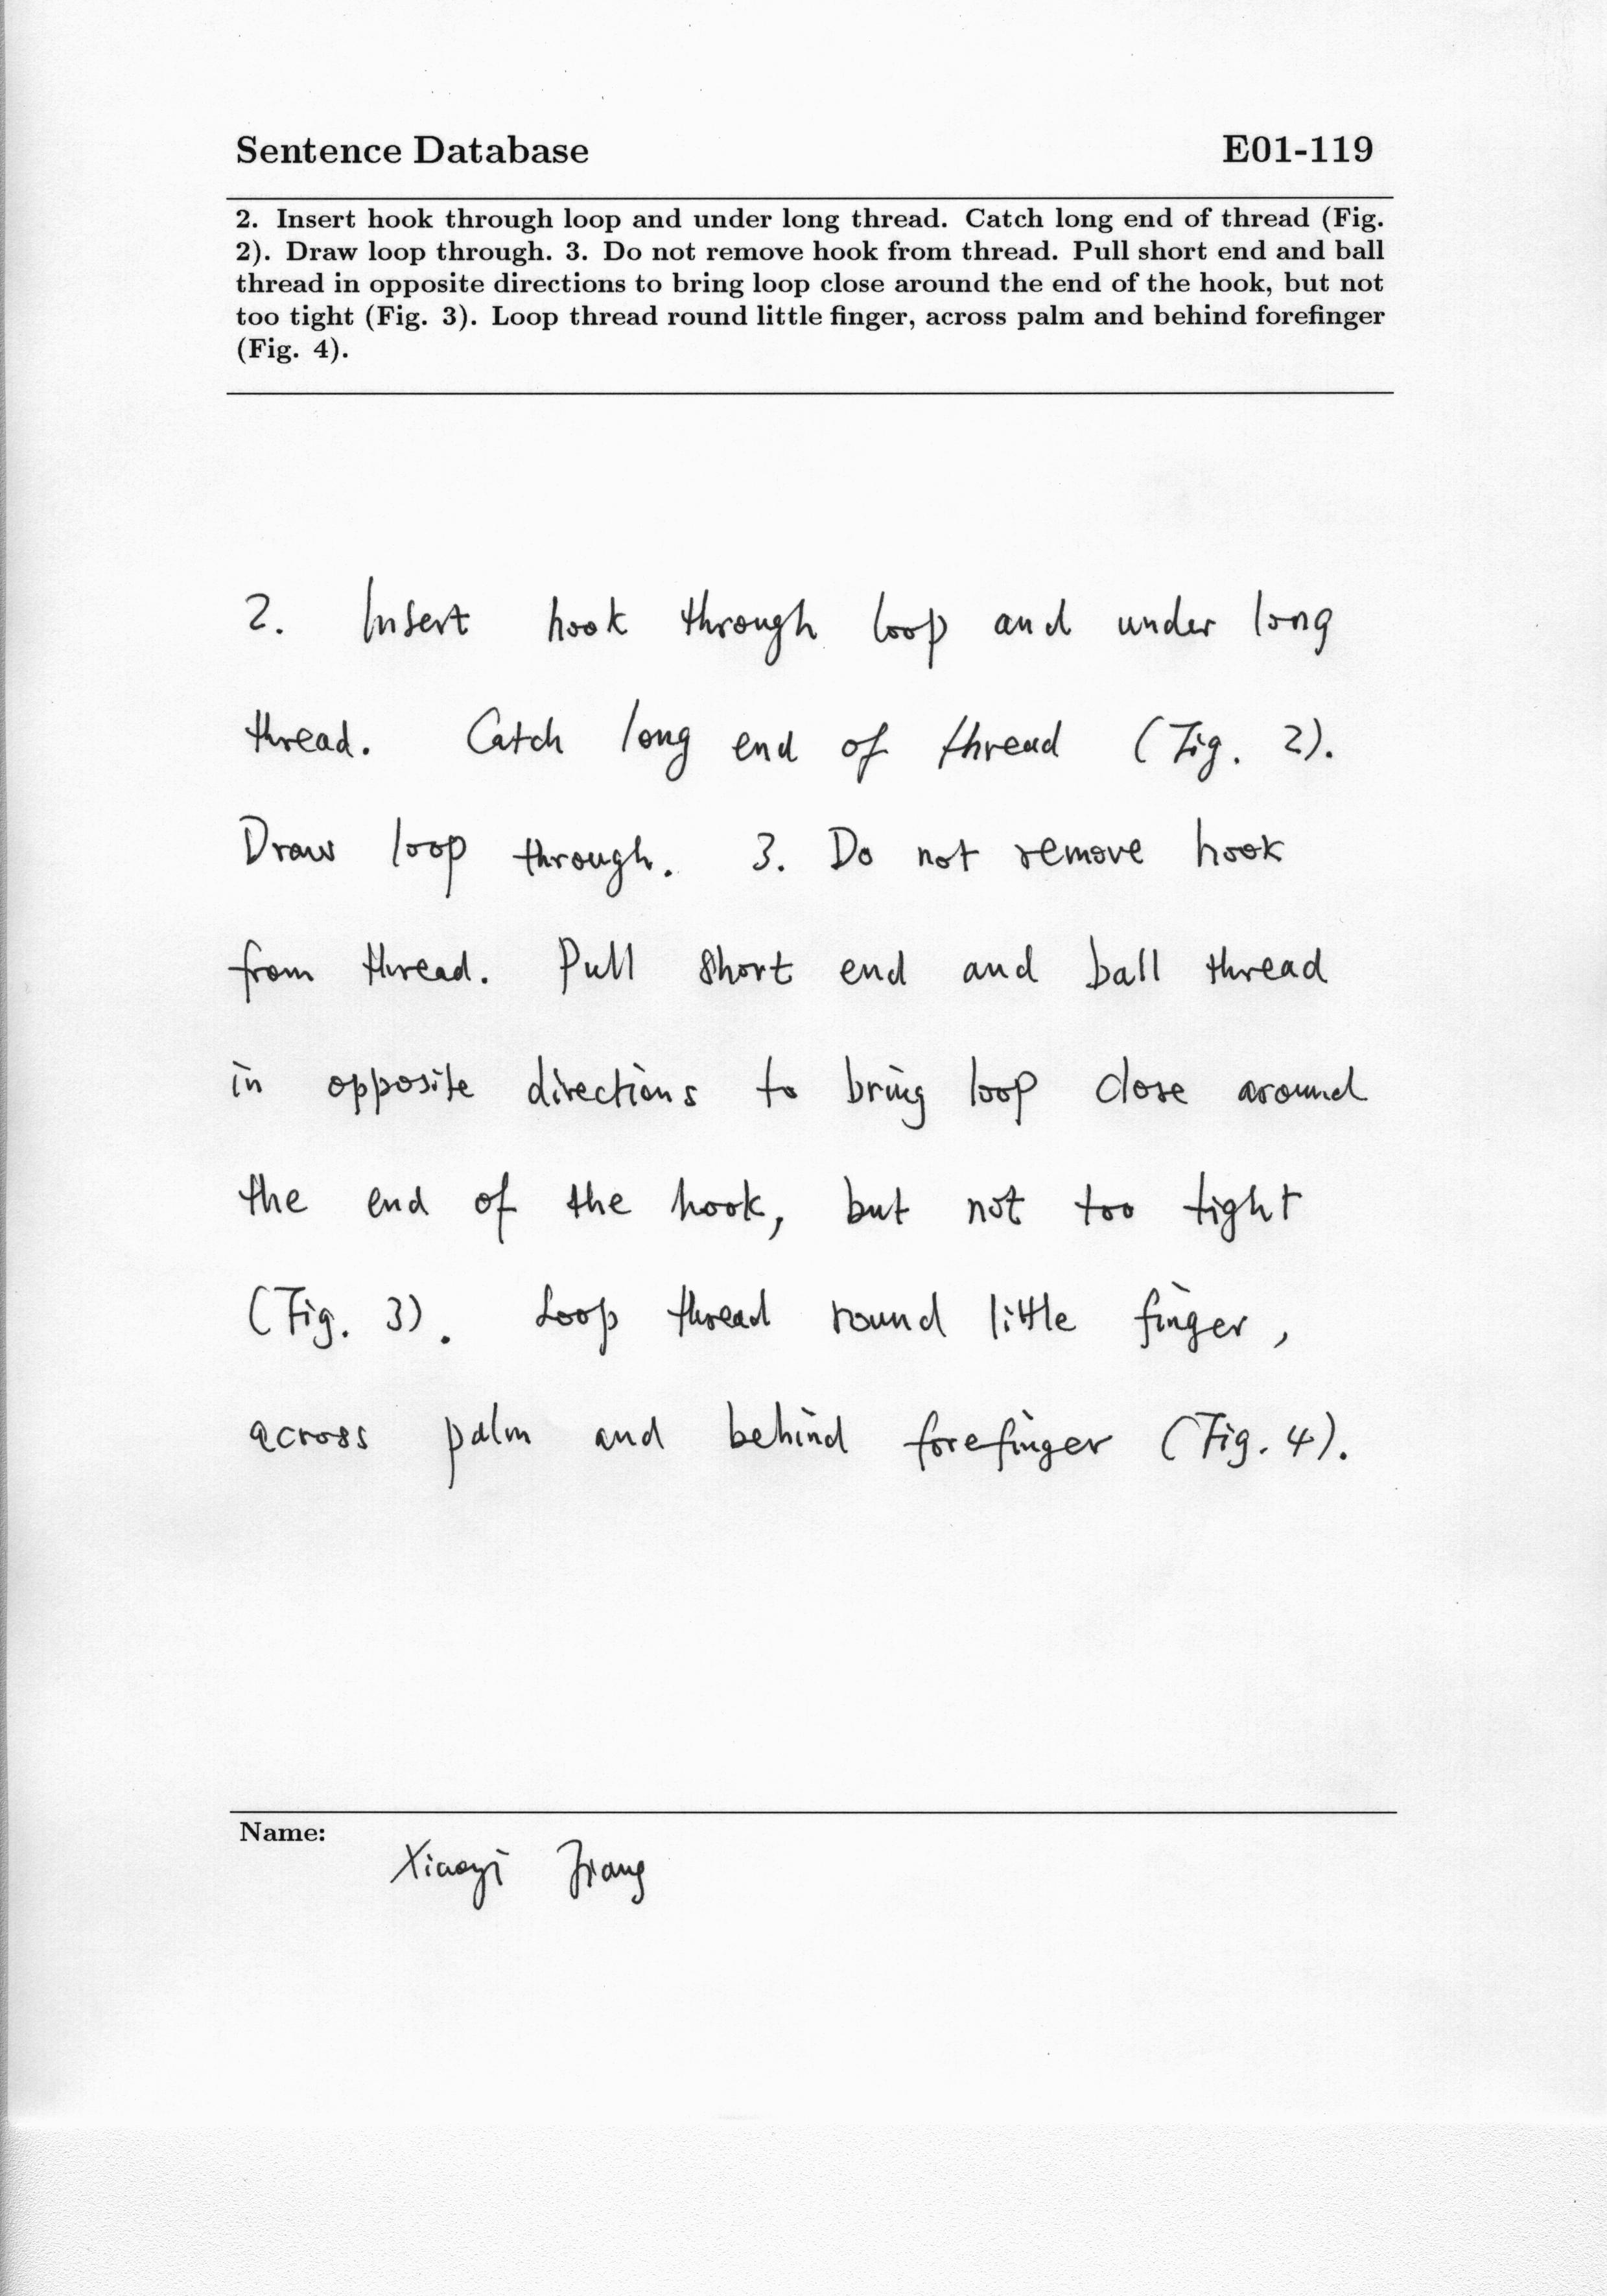 Sentence Database E01-119
2. Insert hook through loop and under long thread. Catch long end of thread (Fig.
2). Draw loop through. 3. Do not remove hook from thread. Pull short end and ball
thread in opposite directions to bring loop close around the end of the hook, but not
too tight (Fig. 3). Loop thread round little finger, across palm and behind forefinger
(Fig. 4).
2. Insert hook through loop and under long
thread. Catch long end of thread (Fig. 2).
Draw loop through. 3. Do not remove hook
from thread. Pull short end and ball thread
in opposite directions to bring loop close around
the end of the hook, but not too tight
(Fig. 3). Loop thread round little finger,
across palm and behind forefinger (Fig. 4).
Name:
Xiaoyi Jiang